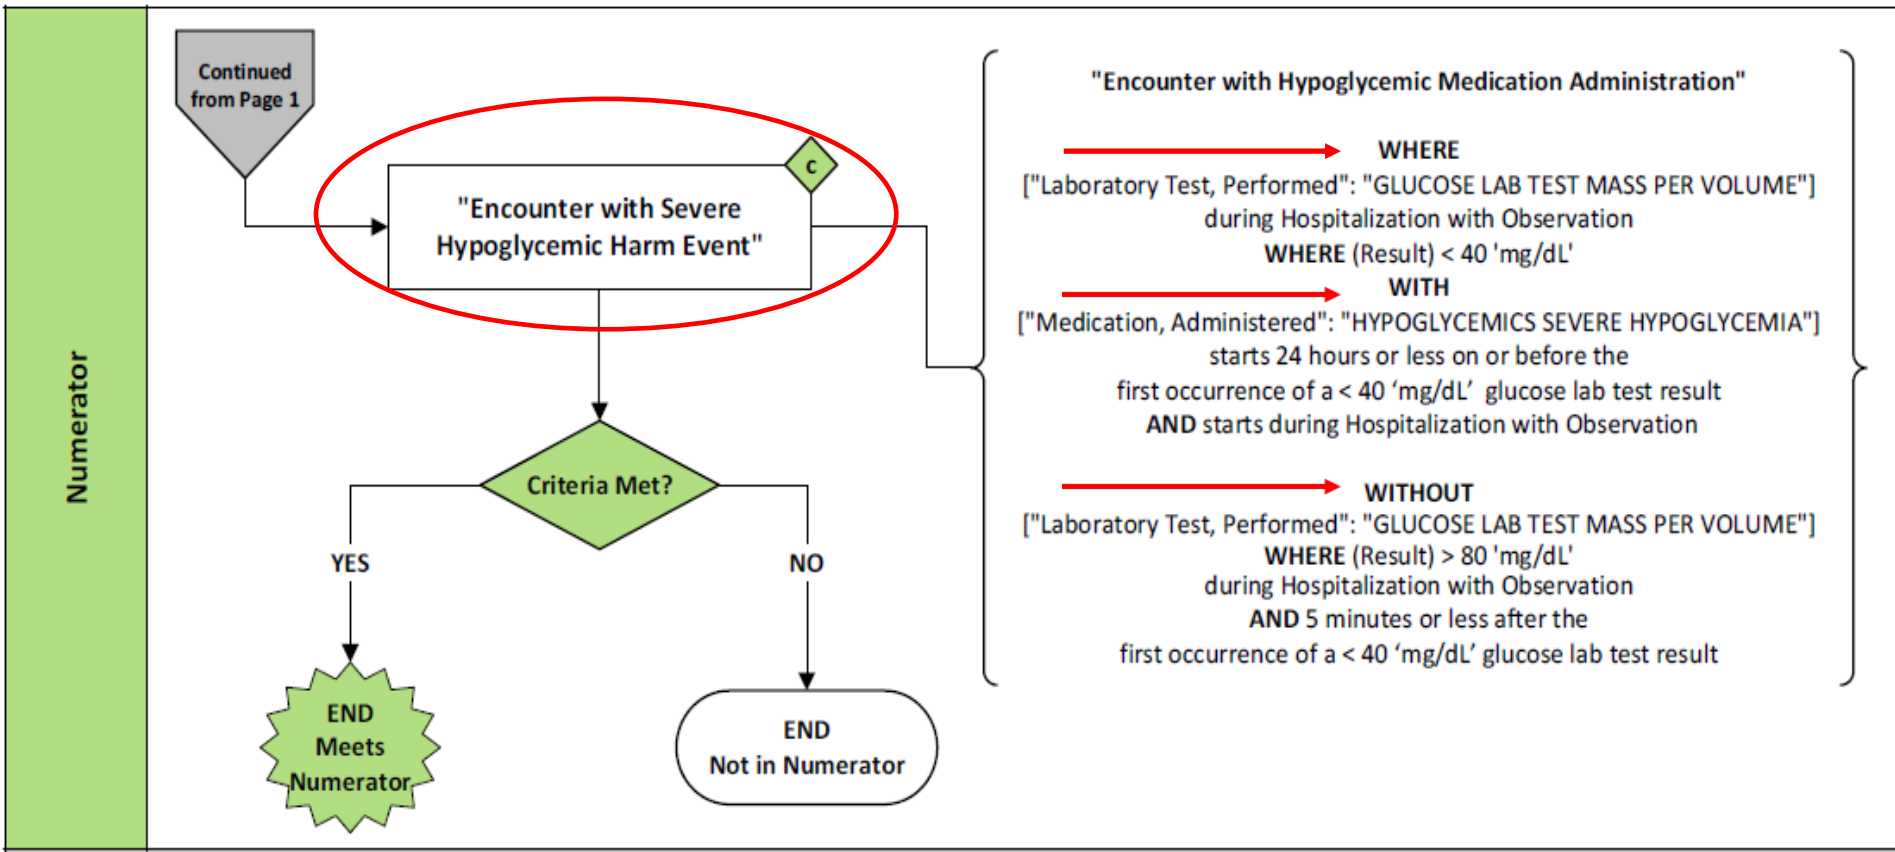 Numerator
Continued
from Page 1
c
"Encounter with Severe
Hypoglycemic Harm Event"
Criteria Met?
YES
NO
END
Meets
Numerator
END
Not in Numerator
"Encounter with Hypoglycemic Medication Administration"
WHERE
["Laboratory Test, Performed": "GLUCOSE LAB TEST MASS PER VOLUME"]
during Hospitalization with Observation
WHERE (Result) < 40 'mg/dL'
WITH
["Medication, Administered": "HYPOGLYCEMICS SEVERE HYPOGLYCEMIA"]
starts 24 hours or less on or before the
first occurrence of a < 40 ‘mg/dL’ glucose lab test result
AND starts during Hospitalization with Observation
WITHOUT
["Laboratory Test, Performed": "GLUCOSE LAB TEST MASS PER VOLUME"]
WHERE (Result) > 80 'mg/dL'
during Hospitalization with Observation
AND 5 minutes or less after the
first occurrence of a < 40 ‘mg/dL’ glucose lab test result